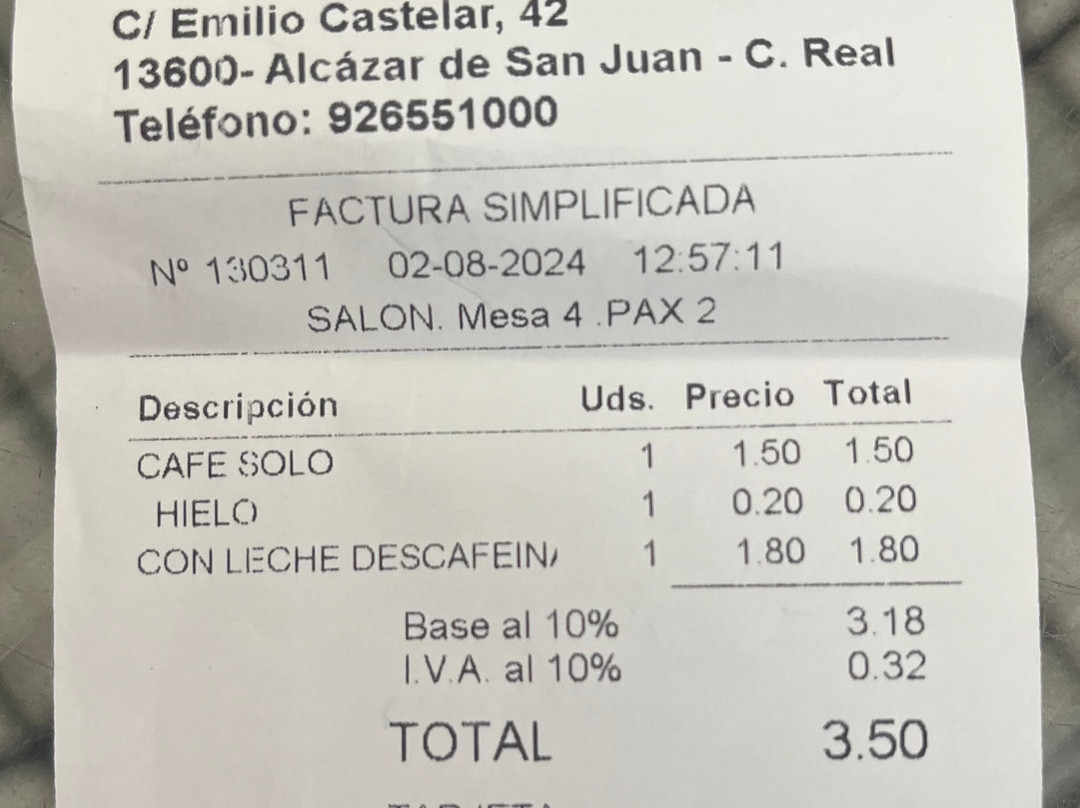 C/ Emilio Castelar, 42
13600- Alcázar de San Juan - C. Real
Teléfono: 926551000
FACTURA SIMPLIFICADA
Nº 130311 02-08-2024 12:57:11
SALON. Mesa 4 .PAX 2
Descripción Uds. Precio Total
CAFE SOLO 1 1.50 1.50
HIELO 1 0.20 0.20
CON LECHE DESCAFEIN 1 1.80 1.80
Base al 10% 3.18
I.V.A. al 10% 0.32
TOTAL 3.50